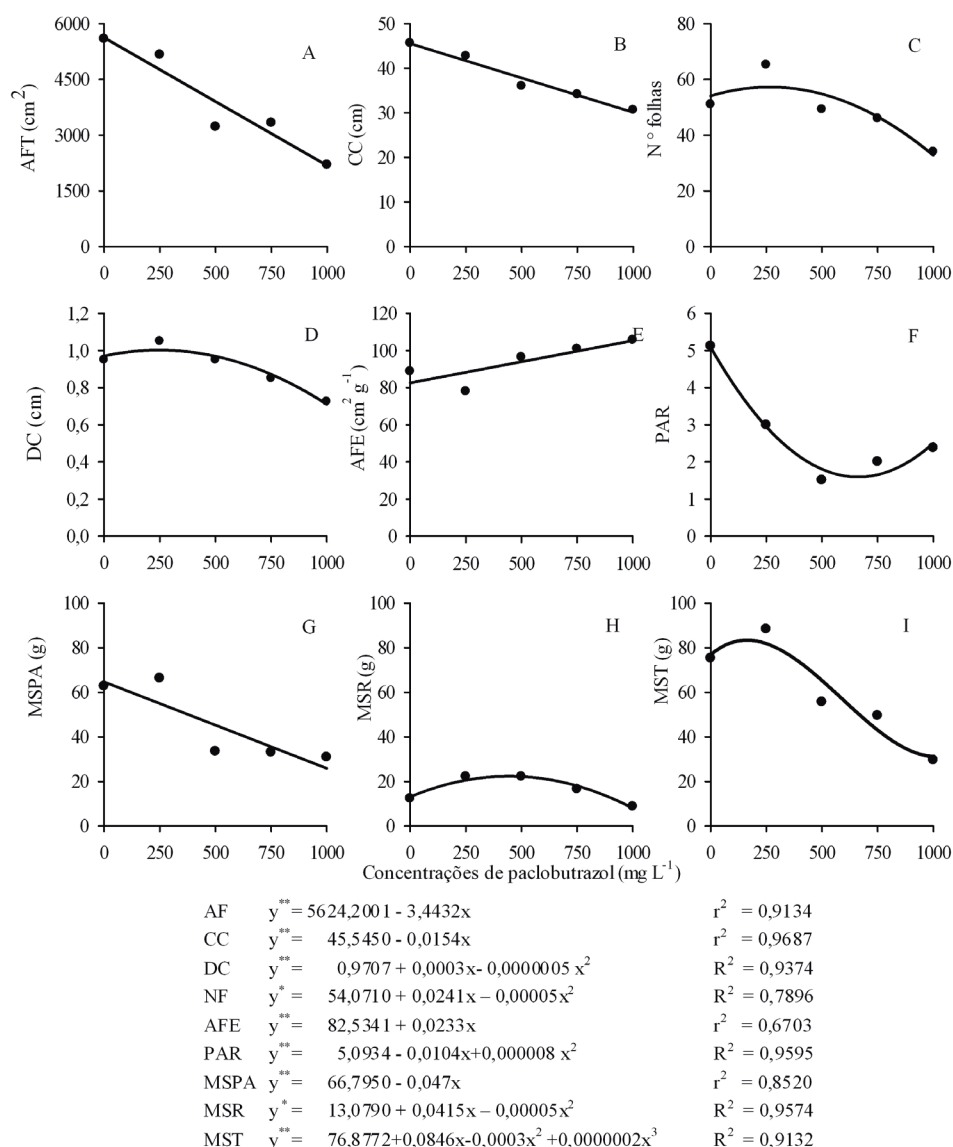 A
AFT (cm²)
6000
4500
3000
1500
0
0 250 500 750 1000
B
CC (cm)
50
40
30
20
10
0
0 250 500 750 1000
C
N° folhas
80
60
40
20
0
0 250 500 750 1000
D
DC (cm)
1,2
1,0
0,8
0,6
0,4
0,2
0,0
0 250 500 750 1000
E
AFE (cm² g⁻¹)
120
100
80
60
40
20
0
0 250 500 750 1000
F
PAR
6
5
4
3
2
1
0
0 250 500 750 1000
G
MSPA (g)
100
80
60
40
20
0
0 250 500 750 1000
H
MSR (g)
100
80
60
40
20
0
0 250 500 750 1000
I
MST (g)
100
80
60
40
20
0
0 250 500 750 1000
Concentrações de paclobutrazol (mg L⁻¹)
AF y** = 5624,2001 - 3,4432x r² = 0,9134
CC y** = 45,5450 - 0,0154x r² = 0,9687
DC y** = 0,9707 + 0,0003x- 0,0000005 x² R² = 0,9374
NF y* = 54,0710 + 0,0241x – 0,00005x² R² = 0,7896
AFE y** = 82,5341 + 0,0233x r² = 0,6703
PAR y** = 5,0934 - 0,0104x+0,000008 x² R² = 0,9595
MSPA y** = 66,7950 - 0,047x r² = 0,8520
MSR y* = 13,0790 + 0,0415x – 0,00005x² R² = 0,9574
MST y** = 76,8772+0,0846x-0,0003x² +0,0000002x³ R² = 0,9132